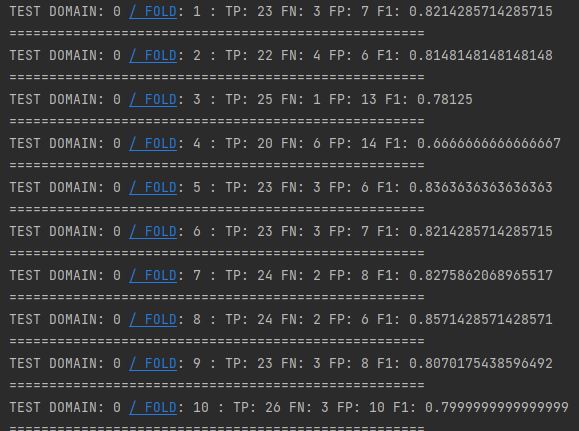 TEST DOMAIN: 0 / FOLD: 1 : TP: 23 FN: 3 FP: 7 F1: 0.8214285714285715
====================================================
TEST DOMAIN: 0 / FOLD: 2 : TP: 22 FN: 4 FP: 6 F1: 0.8148148148148148
====================================================
TEST DOMAIN: 0 / FOLD: 3 : TP: 25 FN: 1 FP: 13 F1: 0.78125
====================================================
TEST DOMAIN: 0 / FOLD: 4 : TP: 20 FN: 6 FP: 14 F1: 0.6666666666666667
====================================================
TEST DOMAIN: 0 / FOLD: 5 : TP: 23 FN: 3 FP: 6 F1: 0.8363636363636363
====================================================
TEST DOMAIN: 0 / FOLD: 6 : TP: 23 FN: 3 FP: 7 F1: 0.8214285714285715
====================================================
TEST DOMAIN: 0 / FOLD: 7 : TP: 24 FN: 2 FP: 8 F1: 0.8275862068965517
====================================================
TEST DOMAIN: 0 / FOLD: 8 : TP: 24 FN: 2 FP: 6 F1: 0.8571428571428571
====================================================
TEST DOMAIN: 0 / FOLD: 9 : TP: 23 FN: 3 FP: 8 F1: 0.8070175438596492
====================================================
TEST DOMAIN: 0 / FOLD: 10 : TP: 26 FN: 3 FP: 10 F1: 0.7999999999999999
====================================================